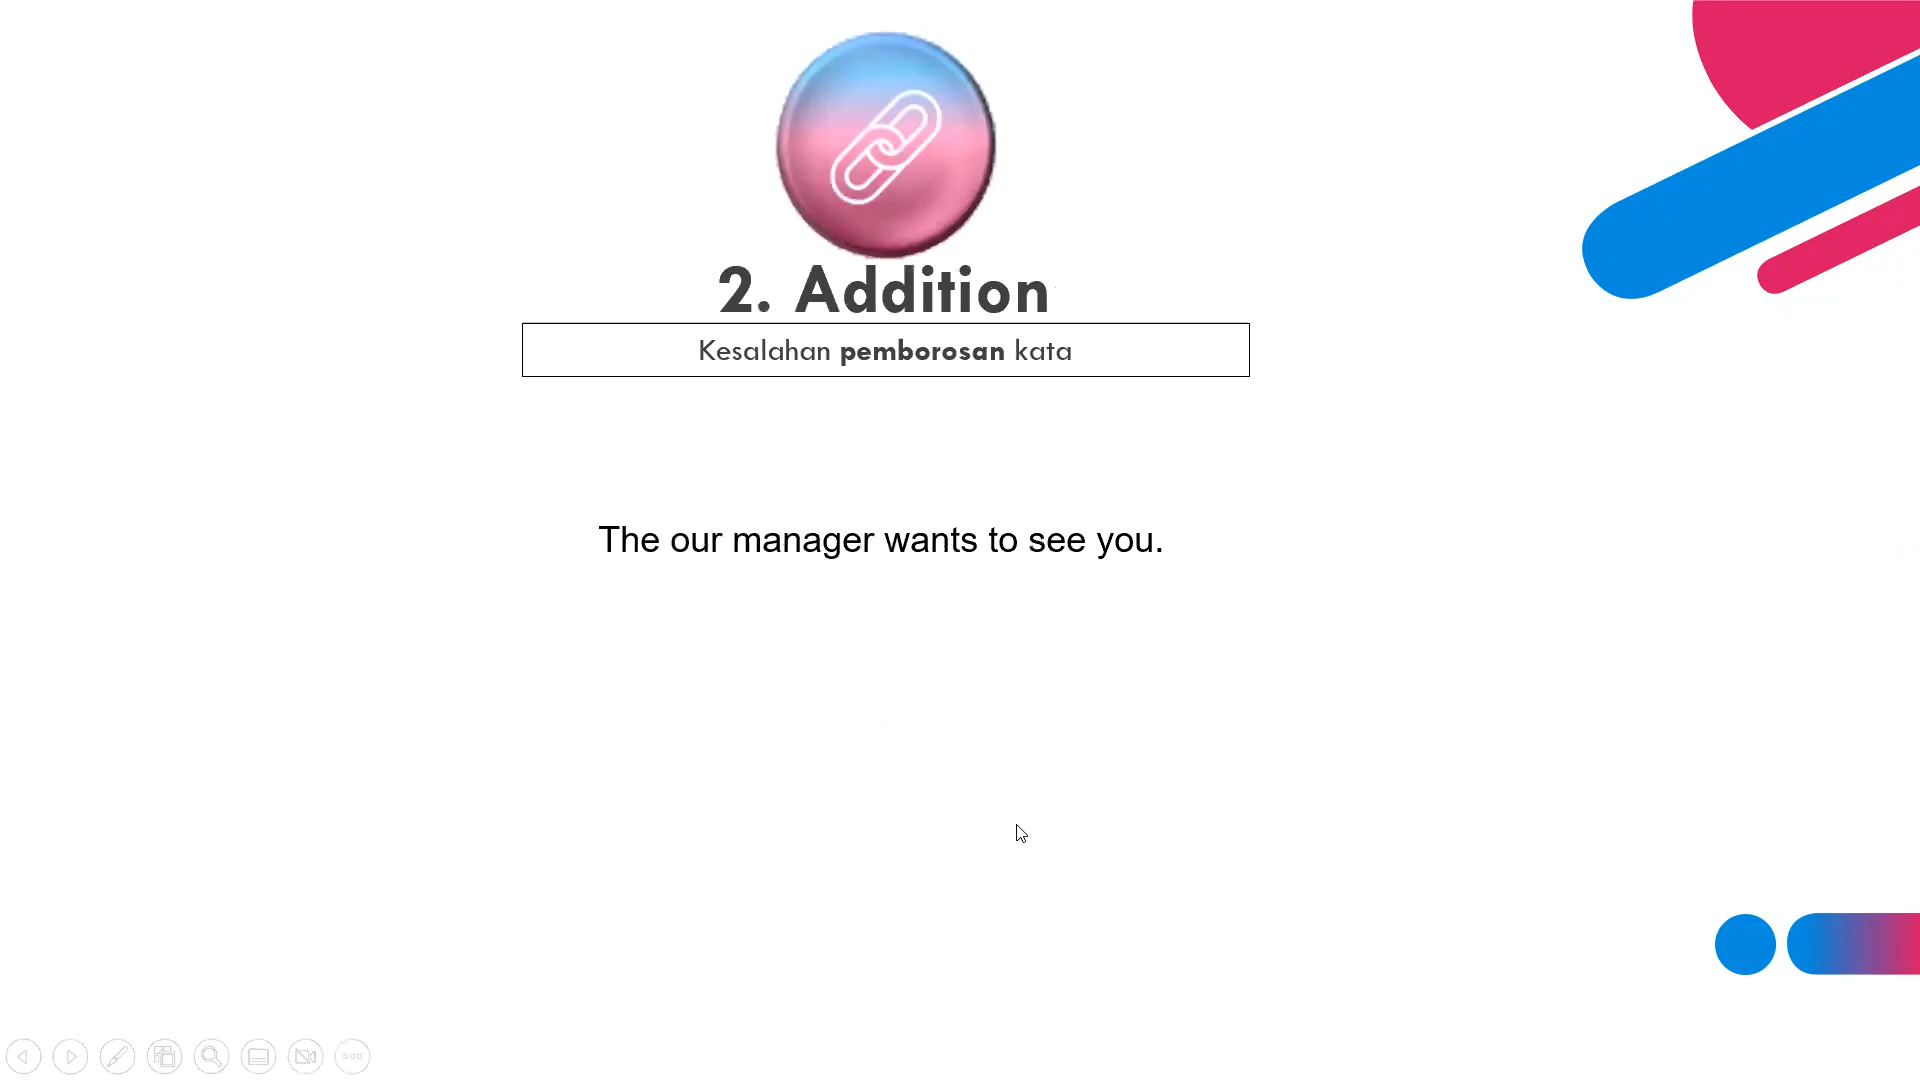 2. Addition
Kesalahan pemborosan kata
The our manager wants to see you.